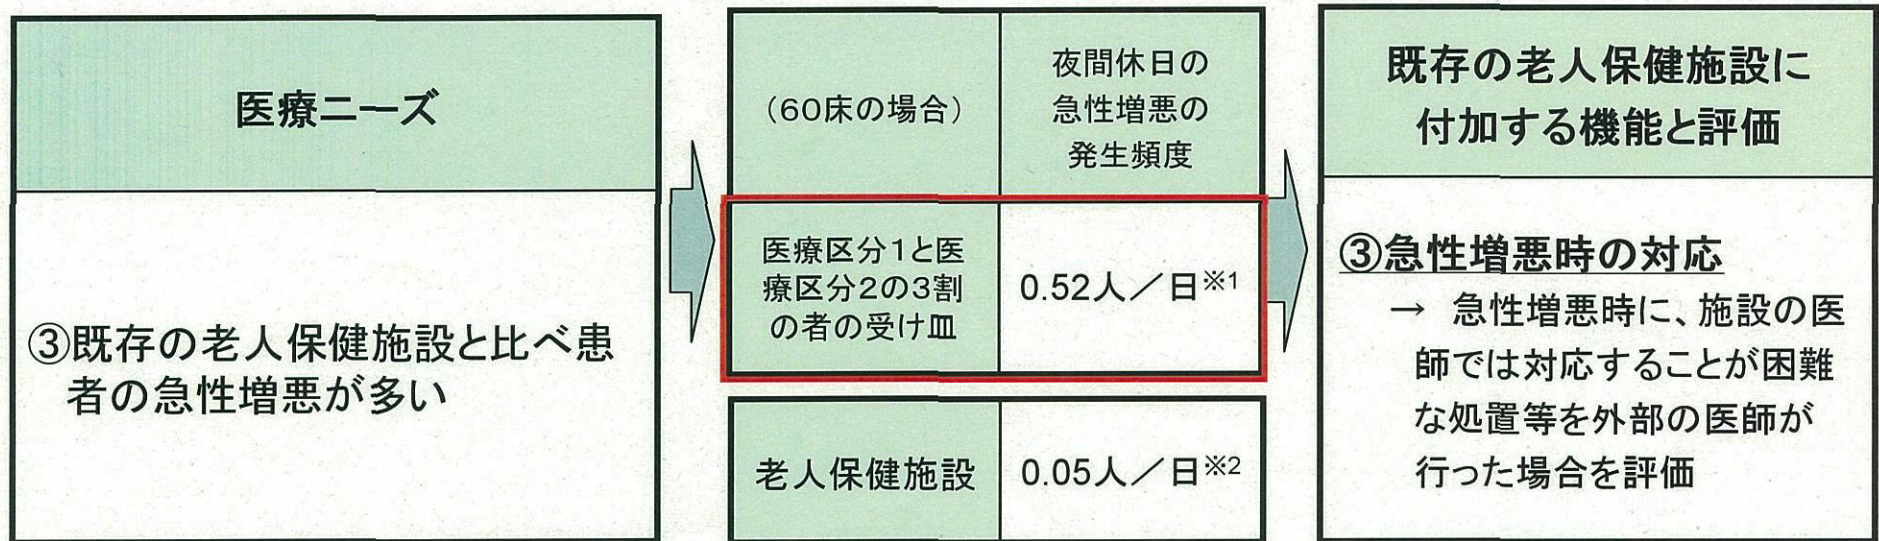 医療ニーズ
③既存の老人保健施設と比べ患
者の急性増悪が多い
(60床の場合)
夜間休日の
急性増悪の
発生頻度
医療区分1と医
療区分2の3割
の者の受け皿
0.52人／日※1
老人保健施設
0.05人／日※2
既存の老人保健施設に
付加する機能と評価
③急性増悪時の対応
→ 急性増悪時に、施設の医
師では対応することが困難
な処置等を外部の医師が
行った場合を評価